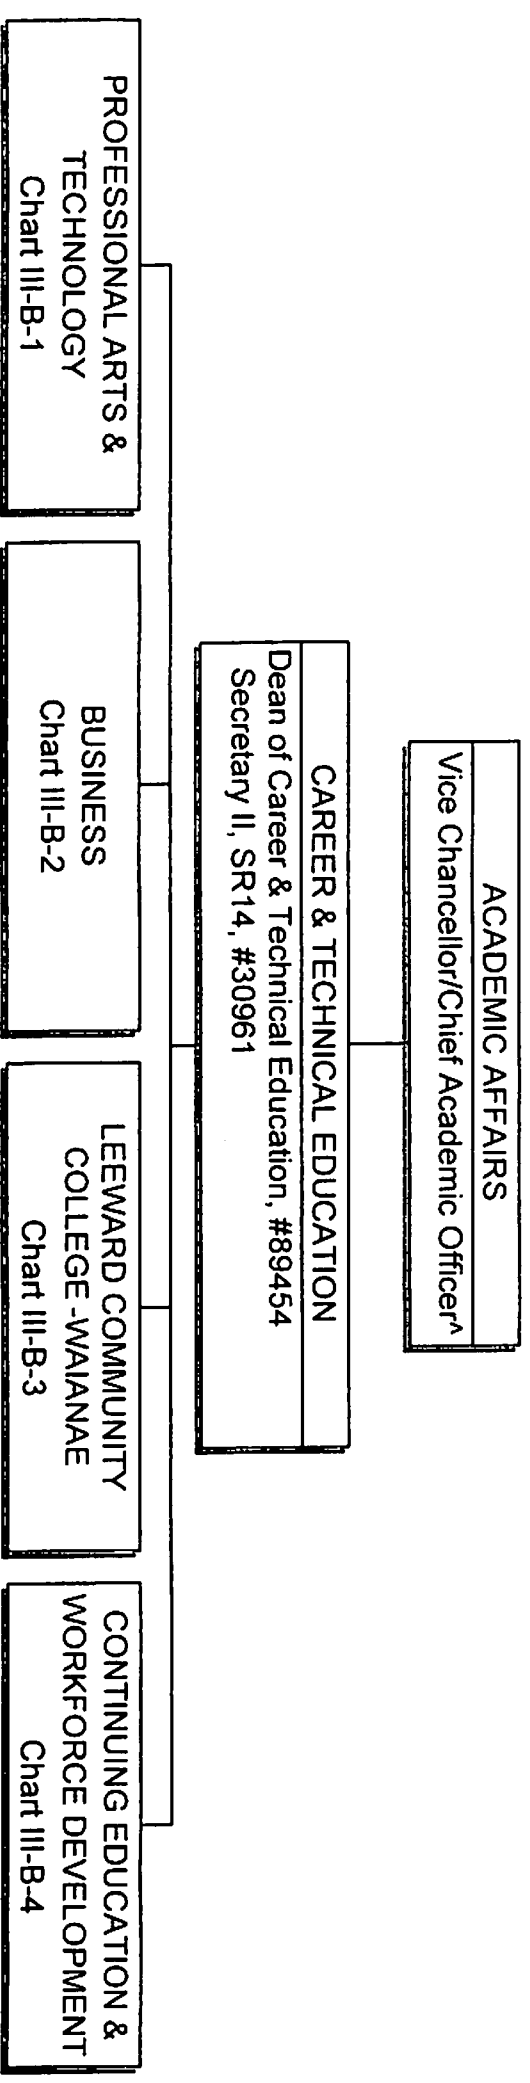 ACADEMIC AFFAIRS
Vice Chancellor/Chief Academic Officer^
CAREER & TECHNICAL EDUCATION
Dean of Career & Technical Education, #89454
Secretary II, SR14, #30961
PROFESSIONAL ARTS &
TECHNOLOGY
Chart III-B-1
BUSINESS
Chart III-B-2
LEEWARD COMMUNITY
COLLEGE -WAIANAE
Chart III-B-3
CONTINUING EDUCATION &
WORKFORCE DEVELOPMENT
Chart III-B-4